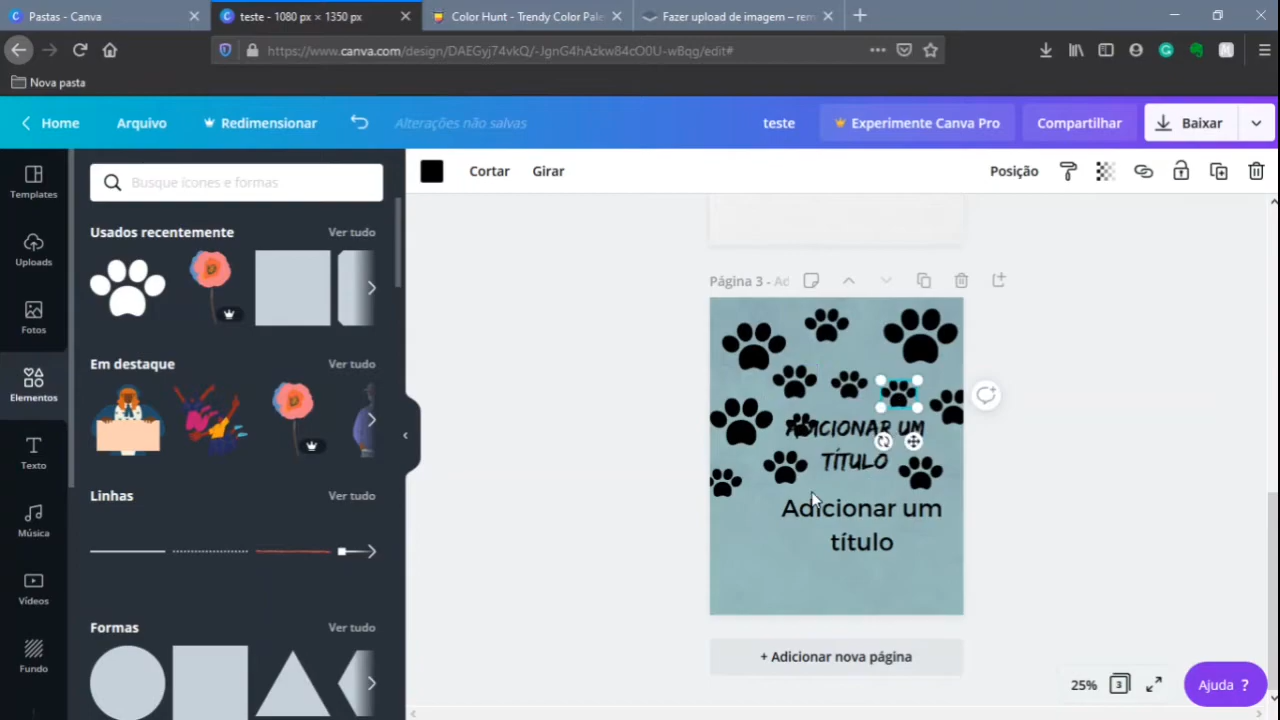 Pastas - Canva
teste - 1080 px × 1350 px
Color Hunt - Trendy Color Pale
Fazer upload de imagem – rem
https://www.canva.com/design/DAEGyj74vkQ/-JgnG4hAzkw84cO0U-wBqg/edit#
Nova pasta
Home
Arquivo
Redimensionar
Alterações não salvas
teste
Experimente Canva Pro
Compartilhar
Baixar
Templates
Uploads
Fotos
Elementos
Texto
Música
Vídeos
Fundo
Busque ícones e formas
Usados recentemente
Ver tudo
Em destaque
Ver tudo
Linhas
Ver tudo
Formas
Ver tudo
Cortar
Girar
Posição
Página 3 - Ad
ADICIONAR UM
TÍTULO
Adicionar um
título
+ Adicionar nova página
25%
3
Ajuda ?